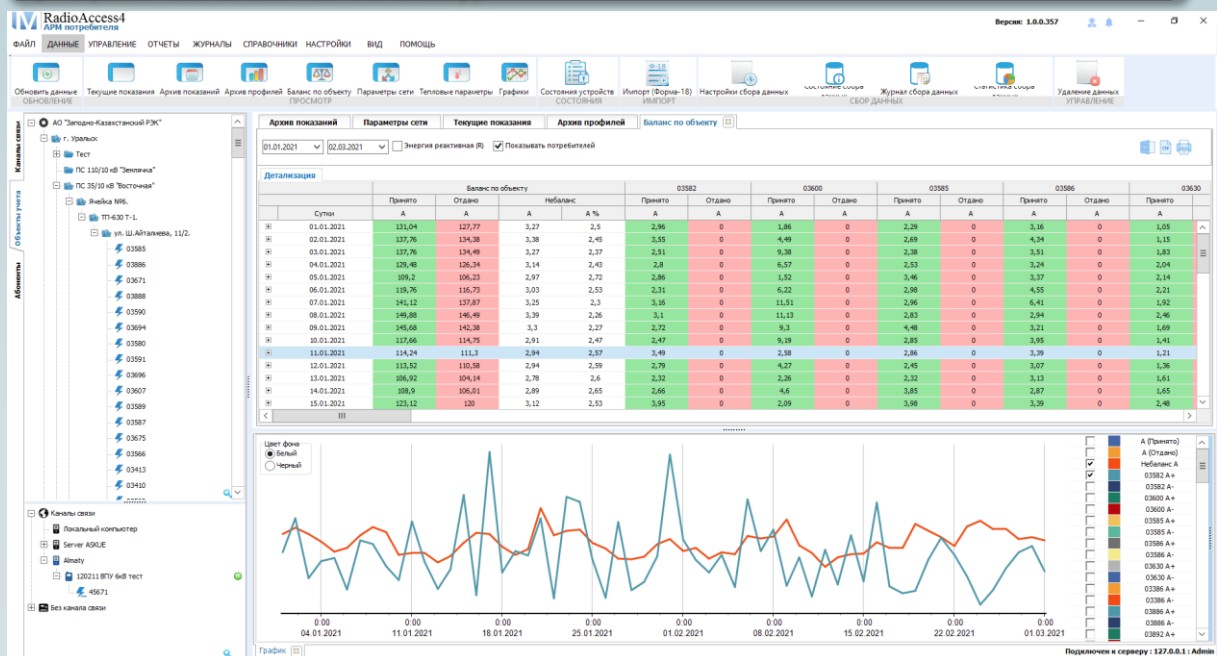 RadioAccess4
АРМ потребителя
Версия: 1.0.0.357
ФАЙЛ ДАННЫЕ УПРАВЛЕНИЕ ОТЧЕТЫ ЖУРНАЛЫ СПРАВОЧНИКИ НАСТРОЙКИ ВИД ПОМОЩЬ
Обновить данные Текущие показания Архив показаний Архив профилей Баланс по объекту Параметры сети Тепловые параметры Графики Состояния устройств Импорт (Форма-18) Настройки сбора данных Состояние сбора данных Журнал сбора данных Статистика сбора данных Удаление данных
ОБНОВЛЕНИЕ ПРОСМОТР СОСТОЯНИЯ ИМПОРТ СБОР ДАННЫХ УПРАВЛЕНИЕ
Каналы связи
Объекты учета
Абоненты
АО "Западно-Казахстанский РЭК"
г. Уральск
Тест
ПС 110/10 кВ "Землячка"
ПС 35/10 кВ "Восточная"
Ячейка №6.
ТП-630 Т-1.
ул. Ш.Айталиева, 11/2.
03585
03886
03671
03888
03590
03694
03580
03591
03696
03607
03589
03587
03675
03566
03413
03410
Каналы связи
Локальный компьютер
Server ASKUE
Almaty
120211 ВПУ 6кВ тест
45671
Без канала связи
Архив показаний Параметры сети Текущие показания Архив профилей Баланс по объекту
01.01.2021 02.03.2021 Энергия реактивная (R) Показывать потребителей
Детализация
Баланс по объекту 03582 03600 03585 03586 03630
Принято Отдано Небаланс Принято Отдано Принято Отдано Принято Отдано Принято Отдано Принято
Сутки A A A A % A A A A A A A A A
01.01.2021 131,04 127,77 3,27 2,5 2,96 0 1,86 0 2,29 0 3,16 0 1,05
02.01.2021 137,76 134,38 3,38 2,45 3,55 0 4,49 0 2,69 0 4,34 0 1,15
03.01.2021 137,76 134,49 3,27 2,37 2,51 0 9,38 0 2,38 0 3,51 0 1,83
04.01.2021 129,48 126,34 3,14 2,43 2,8 0 6,57 0 2,53 0 3,24 0 2,04
05.01.2021 109,2 106,23 2,97 2,72 2,86 0 1,52 0 3,46 0 3,37 0 2,14
06.01.2021 119,76 116,73 3,03 2,53 2,31 0 6,22 0 2,98 0 4,55 0 2,21
07.01.2021 141,12 137,87 3,25 2,3 3,16 0 11,51 0 2,96 0 6,41 0 1,92
08.01.2021 149,88 146,49 3,39 2,26 3,1 0 11,13 0 2,83 0 2,94 0 2,46
09.01.2021 145,68 142,38 3,3 2,27 2,72 0 9,3 0 4,48 0 3,21 0 1,69
10.01.2021 117,66 114,75 2,91 2,47 2,47 0 9,19 0 2,85 0 3,95 0 1,41
11.01.2021 114,24 111,3 2,94 2,57 3,49 0 2,58 0 2,86 0 3,39 0 1,21
12.01.2021 113,52 110,58 2,94 2,59 2,79 0 4,27 0 2,45 0 3,07 0 1,36
13.01.2021 106,92 104,14 2,78 2,6 2,32 0 2,26 0 2,32 0 3,13 0 1,61
14.01.2021 108,9 106,01 2,89 2,65 2,66 0 4,6 0 3,85 0 2,87 0 1,65
15.01.2021 123,12 120 3,12 2,53 3,95 0 2,09 0 3,98 0 3,39 0 2,48
Цвет фона
Белый
Черный
0:00 0:00 0:00 0:00 0:00 0:00 0:00 0:00 0:00
04.01.2021 11.01.2021 18.01.2021 25.01.2021 01.02.2021 08.02.2021 15.02.2021 22.02.2021 01.03.2021
A (Принято)
A (Отдано)
Небаланс A
03582 A+
03582 A-
03600 A+
03600 A-
03585 A+
03585 A-
03586 A+
03586 A-
03630 A+
03630 A-
03386 A+
03386 A-
03886 A+
03886 A-
03892 A+
График
Подключен к серверу : 127.0.0.1 : Admin